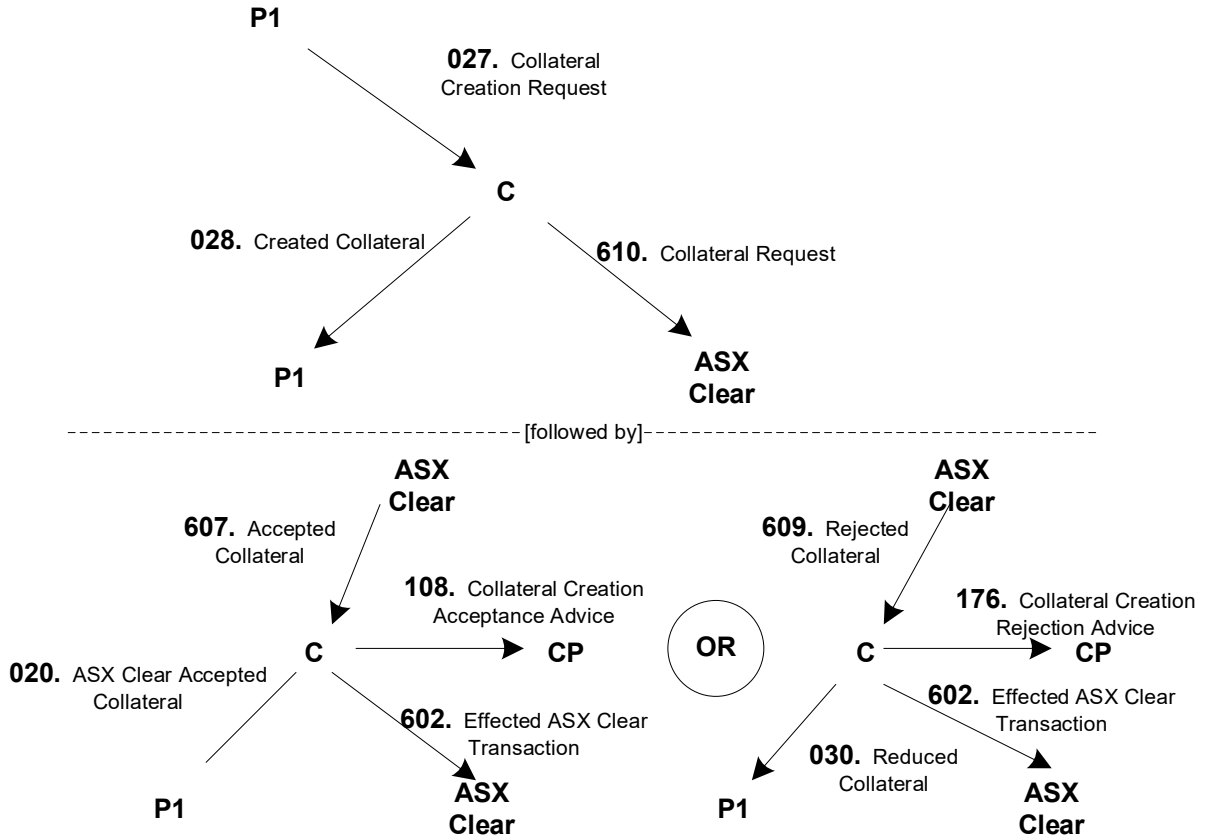 P1
027. Collateral
Creation Request
C
028. Created Collateral
610. Collateral Request
P1
ASX
Clear
[followed by]
ASX
Clear
607. Accepted
Collateral
108. Collateral Creation
Acceptance Advice
C
CP
020. ASX Clear Accepted
Collateral
602. Effected ASX Clear
Transaction
P1
ASX
Clear
OR
ASX
Clear
609. Rejected
Collateral
176. Collateral Creation
Rejection Advice
C
CP
602. Effected ASX Clear
Transaction
030. Reduced
Collateral
P1
ASX
Clear